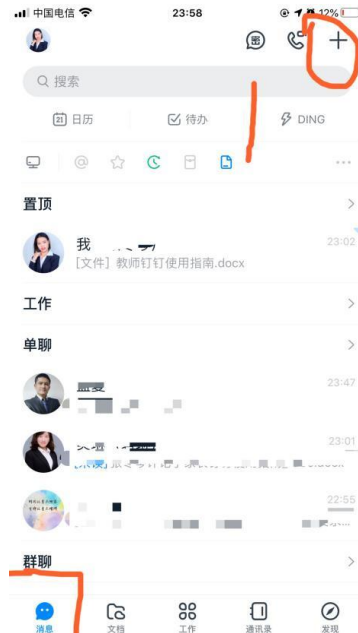 中国电信 23:58 12%
密
搜索
21 日历 待办 DING
@
置顶
我 23:02
[文件] 教师钉钉使用指南.docx
工作
单聊
23:47
23:01
22:55
群聊
消息 文档 工作 通讯录 发现